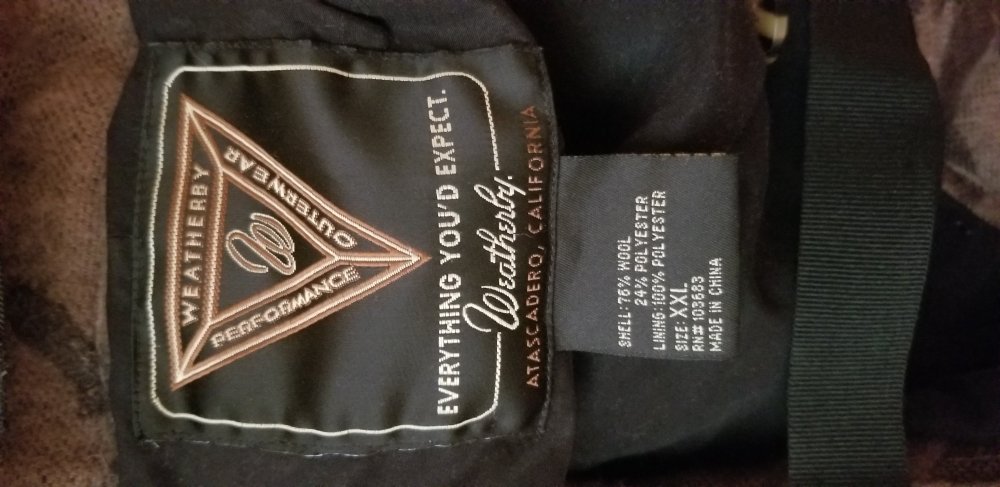 WEATHERBY
PERFORMANCE
OUTERWEAR
W
EVERYTHING YOU'D EXPECT.
Weatherby.
ATASCADERO, CALIFORNIA
SHELL: 76% WOOL
24% POLYESTER
LINING: 100% POLYESTER
SIZE: XXL
RN# 103683
MADE IN CHINA